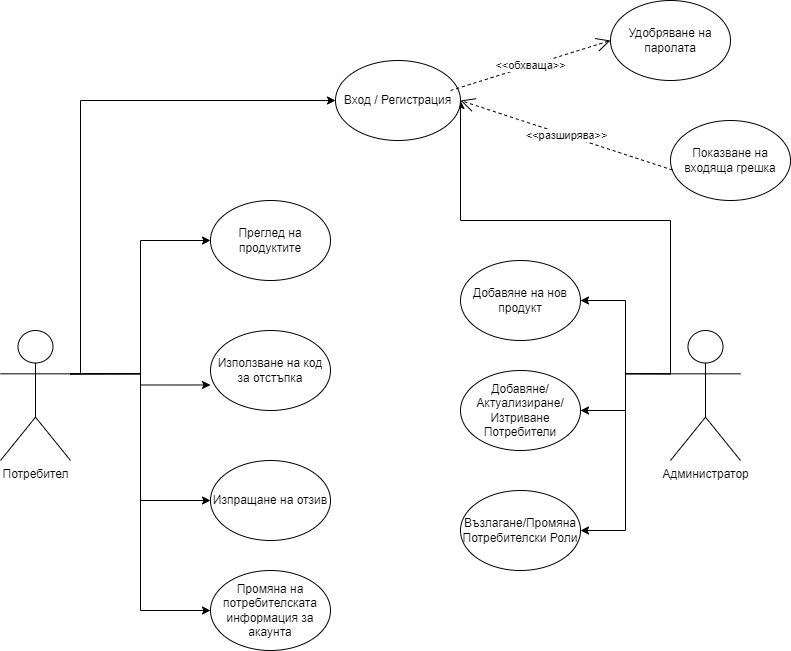 Удобряване на
паролата
<<обхваща>>
Вход / Регистрация
<<разширява>>
Показване на
входяща грешка
Преглед на
продуктите
Добавяне на нов
продукт
Използване на код
за отстъпка
Добавяне/
Актуализиране/
Изтриване
Потребители
Потребител
Администратор
Изпращане на отзив
Възлагане/Промяна
Потребителски Роли
Промяна на
потребителската
информация за
акаунта